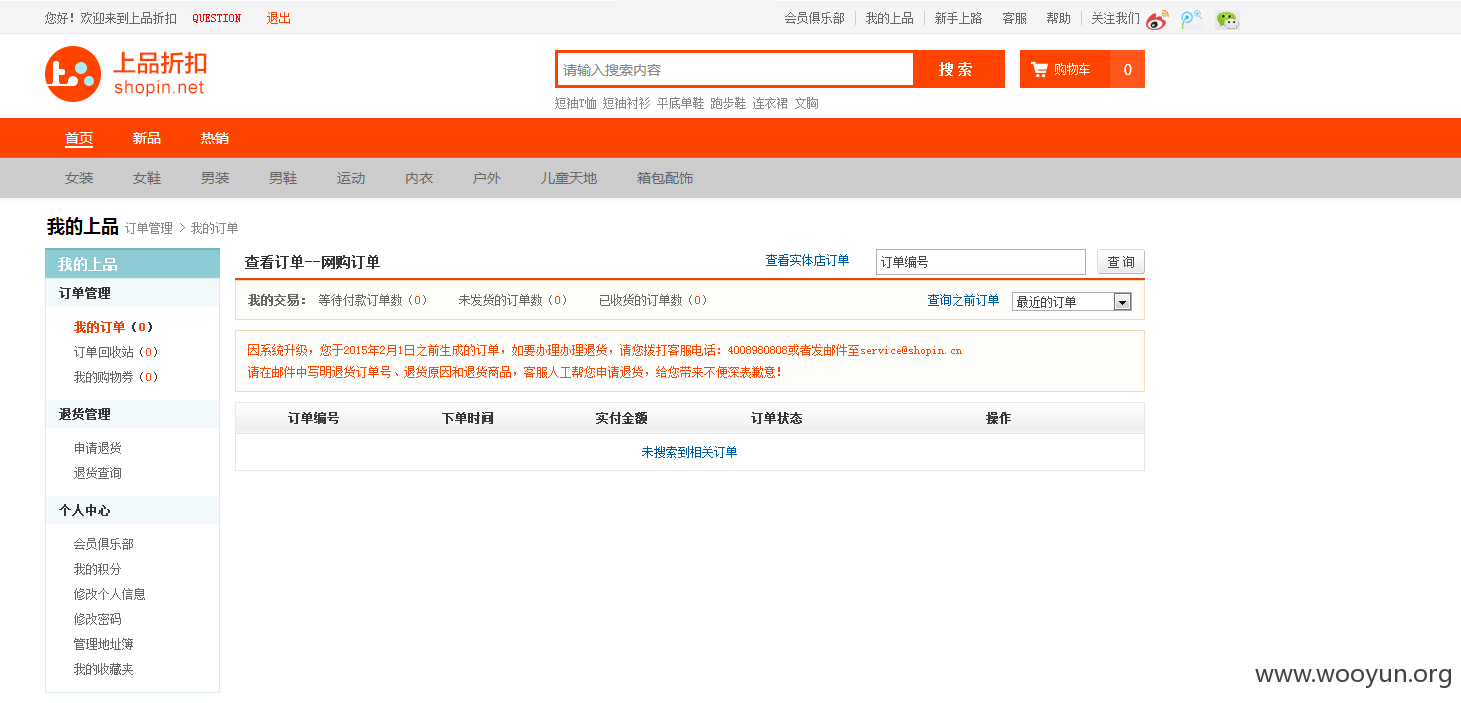 您好！欢迎来到上品折扣 QUESTION 退出 会员俱乐部 我的上品 新手上路 客服 帮助 关注我们
上品折扣
shopin.net
请输入搜索内容 搜 索 购物车 0
短袖T恤 短袖衬衫 平底单鞋 跑步鞋 连衣裙 文胸
首页 新品 热销
女装 女鞋 男装 男鞋 运动 内衣 户外 儿童天地 箱包配饰
我的上品 订单管理 > 我的订单
我的上品
订单管理
我的订单（0）
订单回收站（0）
我的购物券（0）
退货管理
申请退货
退货查询
个人中心
会员俱乐部
我的积分
修改个人信息
修改密码
管理地址簿
我的收藏夹
查看订单--网购订单 查看实体店订单 订单编号 查 询
我的交易： 等待付款订单数（0） 未发货的订单数（0） 已收货的订单数（0） 查询之前订单 最近的订单
因系统升级，您于2015年2月1日之前生成的订单，如要办理办理退货，请您拨打客服电话：4008980808或者发邮件至service@shopin.cn
请在邮件中写明退货订单号、退货原因和退货商品，客服人工帮您申请退货，给您带来不便深表歉意！
订单编号 下单时间 实付金额 订单状态 操作
未搜索到相关订单
www.wooyun.org